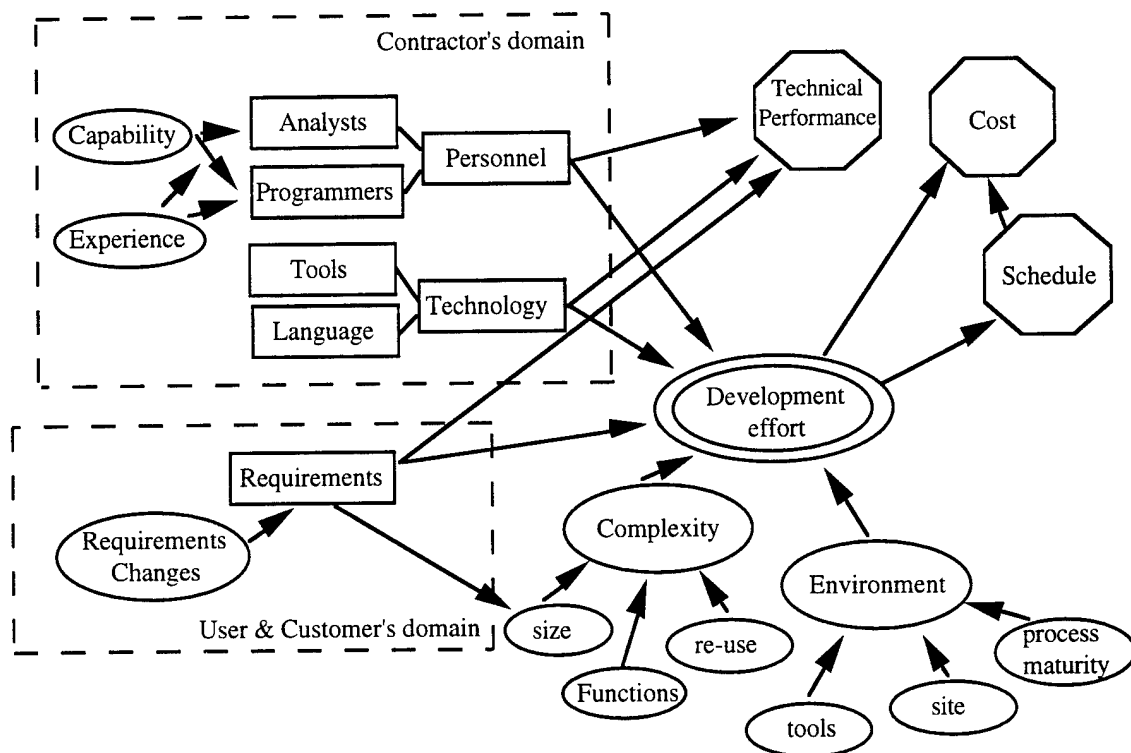 Contractor's domain
Technical
Performance
Cost
Capability
Analysts
Personnel
Programmers
Experience
Tools
Technology
Language
Schedule
Development
effort
Requirements
Requirements
Changes
User & Customer's domain
Complexity
Environment
size
re-use
Functions
process
maturity
tools
site